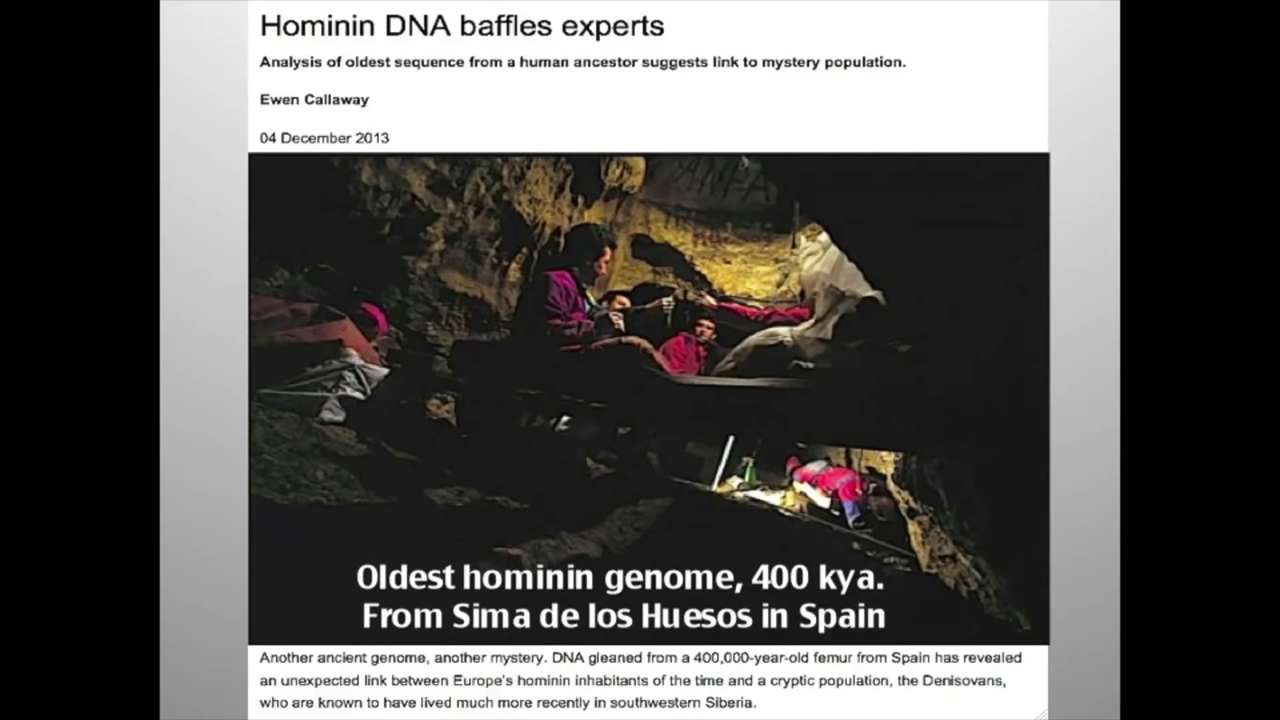 Hominin DNA baffles experts
Analysis of oldest sequence from a human ancestor suggests link to mystery population.
Ewen Callaway
04 December 2013
Oldest hominin genome, 400 kya.
From Sima de los Huesos in Spain
Another ancient genome, another mystery. DNA gleaned from a 400,000-year-old femur from Spain has revealed
an unexpected link between Europe's hominin inhabitants of the time and a cryptic population, the Denisovans,
who are known to have lived much more recently in southwestern Siberia.